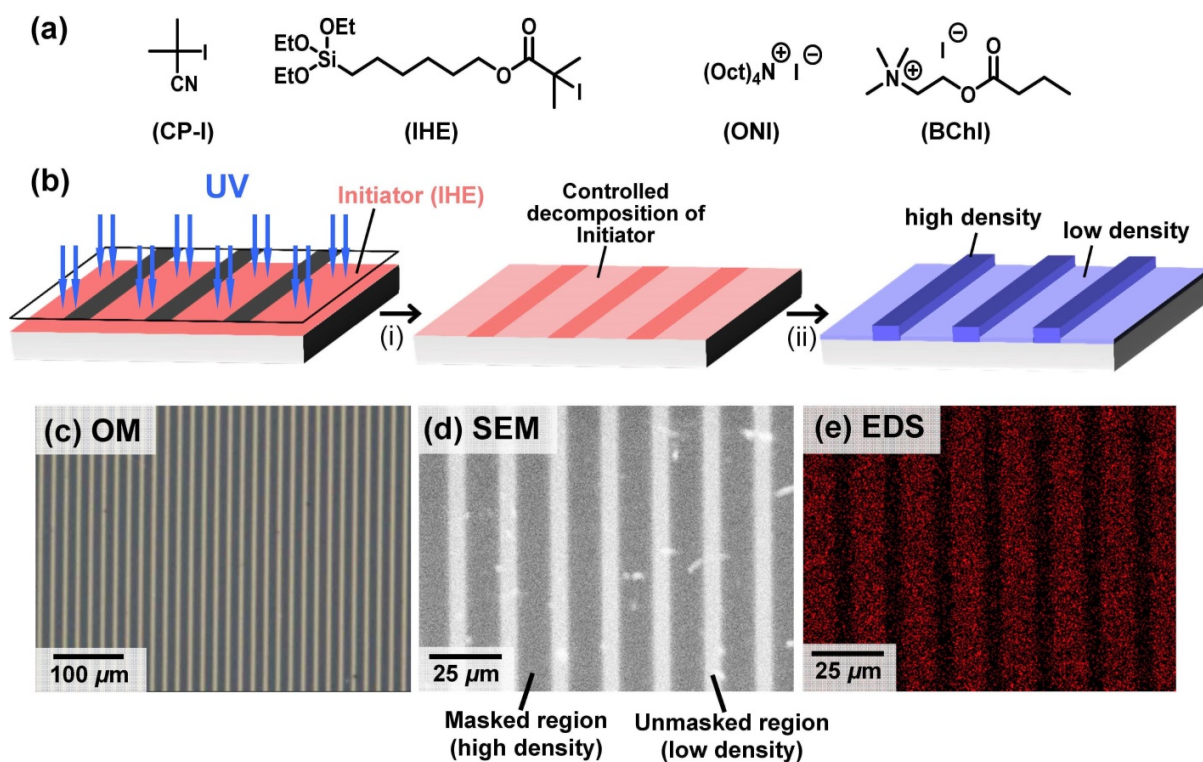 (a)
I
CN
(CP-I)
OEt
EtO
OEt
Si
EtO
O
O
I
(IHE)
(Oct)₄N⊕ I⊖
(ONI)
I⊖
N⊕
O
O
(BChI)
(b)
UV
Initiator (IHE)
(i)
Controlled
decomposition of
Initiator
(ii)
high density
low density
(c) OM
100 µm
(d) SEM
25 µm
(e) EDS
25 µm
Masked region
(high density)
Unmasked region
(low density)